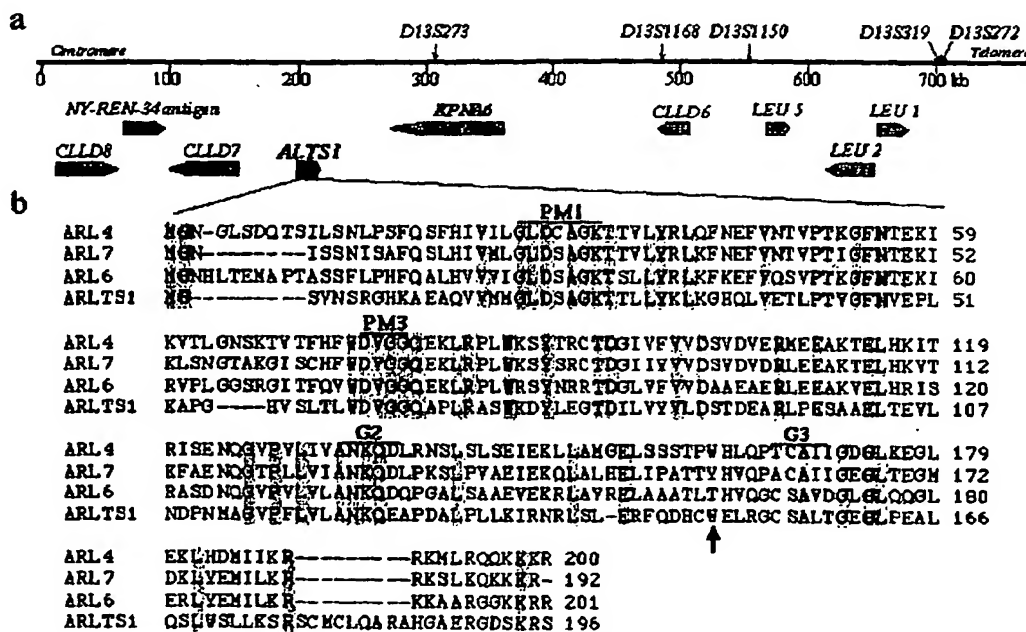 a
D13S273 D13S1168 D13S1150 D13S319 D13S272
Centromere Telomere
0 100 200 300 400 500 600 700 kb
NY-REN-34 antigen KPNA6 CLLD6 LEU 5 LEU 1
CLLD8 CLLD7 ALTS1 LEU 2
b
PM1
ARL4 MGN-GLSDQTSILSNLPSFQSFHIVILGLDCAGKTTVLYRLQFNEFVNTVPTKGFNTEKI 59
ARL7 MGN-------ISSNISAFQSLHIVMLGLDSAGKTTVLYRLKFNEFVNTVPTIGFNTEKI 52
ARL6 MGNHLTEMAPTASSFLPHFQALHVVVIGLDSAGKTSLLYRLKFKEFVQSVPTKGFNTEKI 60
ARLTS1 MG---------SVNSRGHKAEAQVVMMGLDSAGKTTLLYKLKGHQLVETLPTVGFNVEPL 51
PM3
ARL4 KVTLGNSKTVTFHFWDVGGQEKLRPLWKSYTRCTDGIVFVVDSVDVERMEEAKTELHKIT 119
ARL7 KLSNGTAKGISCHFWDVGGQEKLRPLWKSYSRCTDGIIYVVDSVDVDRLEEAKTELHKVT 112
ARL6 RVPLGGSRGITFQVWDVGGQEKLRPLWRSYNRRTDGLVFVVDAAEAERLEEAKVELHRIS 120
ARLTS1 KAPG----HVSLTLWDVGGQAPLRASWKDYLEGTDILVYVLDSTDEARLPESAAELTEVL 107
G2 G3
ARL4 RISENQGVPVLIVANKQDLRNSLSLSEIEKLLAMGELSSSTPWHLQPTCAIIGDGLKEGL 179
ARL7 KFAENQGTPLLVIANKQDLPKSLPVAEIEKQLALHELIPATTYHVQPACAIIGEGLTEGM 172
ARL6 RASDNQGVPVLVLANKQDQPGALSAAEVEKRLAVRELAAATLTHVQGCSAVDGLGLQQGL 180
ARLTS1 NDPNMAGVPFLVLANKQEAPDALPLLKIRNRLSL-ERFQDHCWELRGCSALTGEGLPEAL 166
ARL4 EKLHDMIIKR---------RKMLRQQKKKR 200
ARL7 DKLYEMILKR---------RKSLKQKKKR- 192
ARL6 ERLYEMILKR---------KKAARGGKKRR 201
ARLTS1 QSLVSLLKSRSCMCLQARAHGAERGDSKRS 196